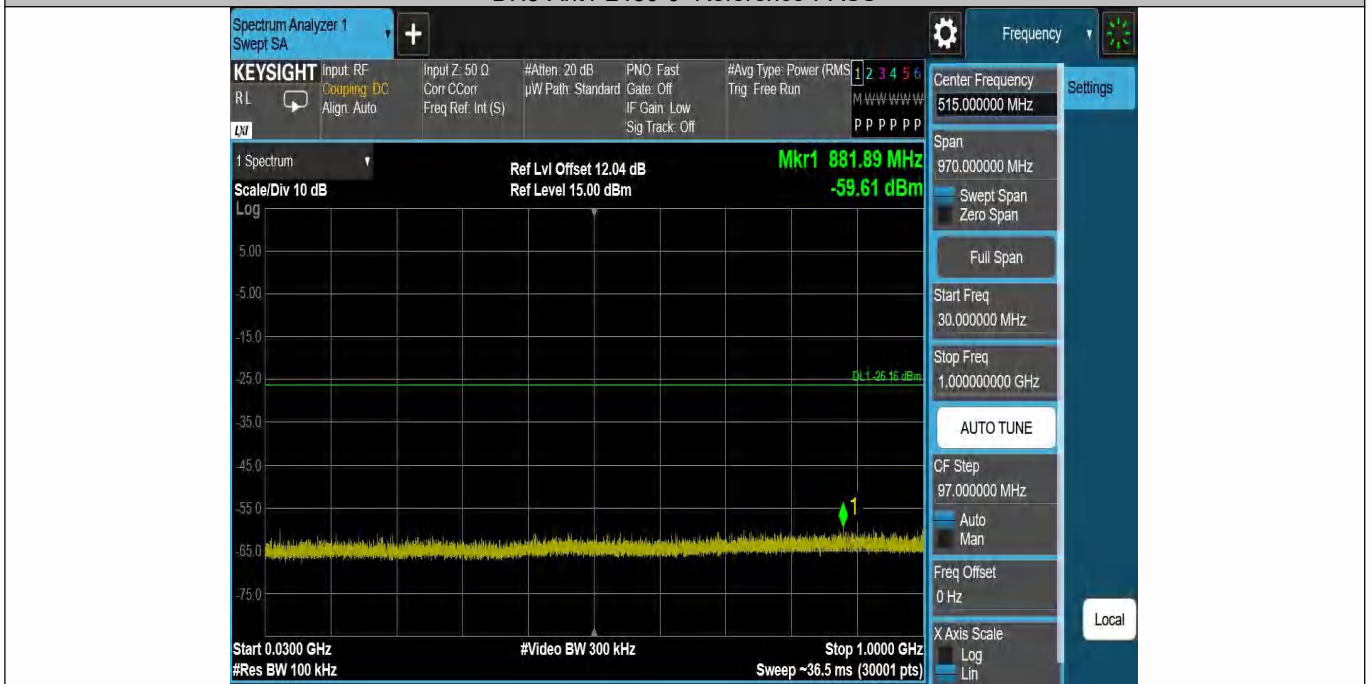 Spectrum Analyzer 1
Swept SA
+
Frequency
KEYSIGHT
RL
LXI
Input: RF
Coupling: DC
Align: Auto
Input Z: 50 Ω
Corr CCorr
Freq Ref: Int (S)
#Atten: 20 dB
µW Path: Standard
PNO: Fast
Gate: Off
IF Gain: Low
Sig Track: Off
#Avg Type: Power (RMS
Trig: Free Run
1 2 3 4 5 6
M W W W W W
P P P P P P
1 Spectrum
Scale/Div 10 dB
Log
Ref Lvl Offset 12.04 dB
Ref Level 15.00 dBm
Mkr1 881.89 MHz
-59.61 dBm
5.00
-5.00
-15.0
-25.0
DL1 -26.16 dBm
-35.0
-45.0
-55.0
1
-65.0
-75.0
Start 0.0300 GHz
#Res BW 100 kHz
#Video BW 300 kHz
Stop 1.0000 GHz
Sweep ~36.5 ms (30001 pts)
Center Frequency
515.000000 MHz
Settings
Span
970.000000 MHz
Swept Span
Zero Span
Full Span
Start Freq
30.000000 MHz
Stop Freq
1.000000000 GHz
AUTO TUNE
CF Step
97.000000 MHz
Auto
Man
Freq Offset
0 Hz
X Axis Scale
Log
Lin
Local